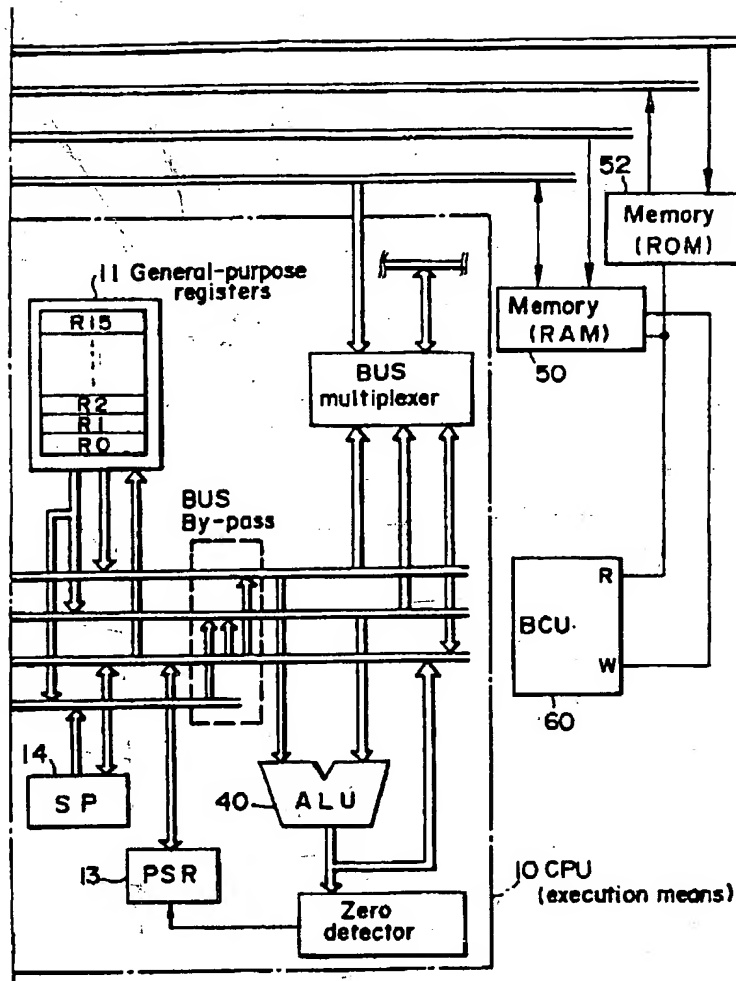 52
Memory
(ROM)
11 General-purpose
registers
R15
R2
R1
R0
Memory
(RAM)
50
BUS
multiplexer
BUS
By-pass
R
BCU
W
60
14
SP
40
ALU
13
PSR
10 CPU
(execution means)
Zero
detector